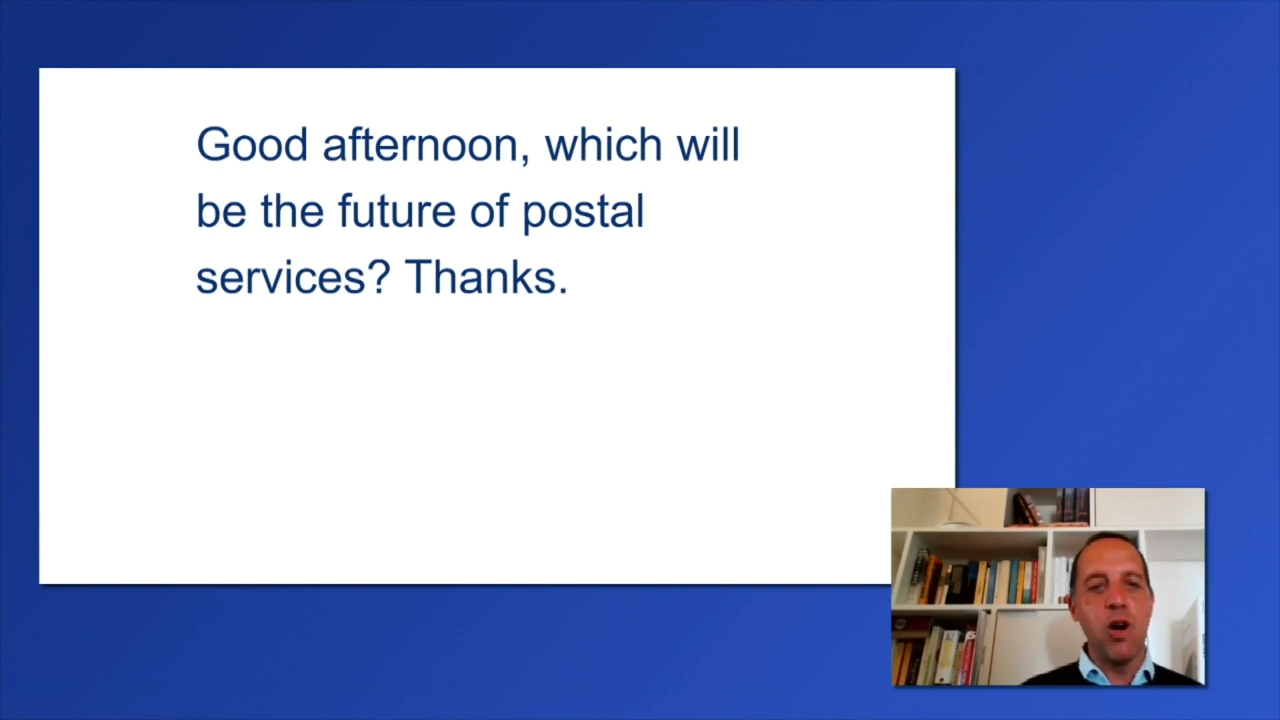 Good afternoon, which will
be the future of postal
services? Thanks.